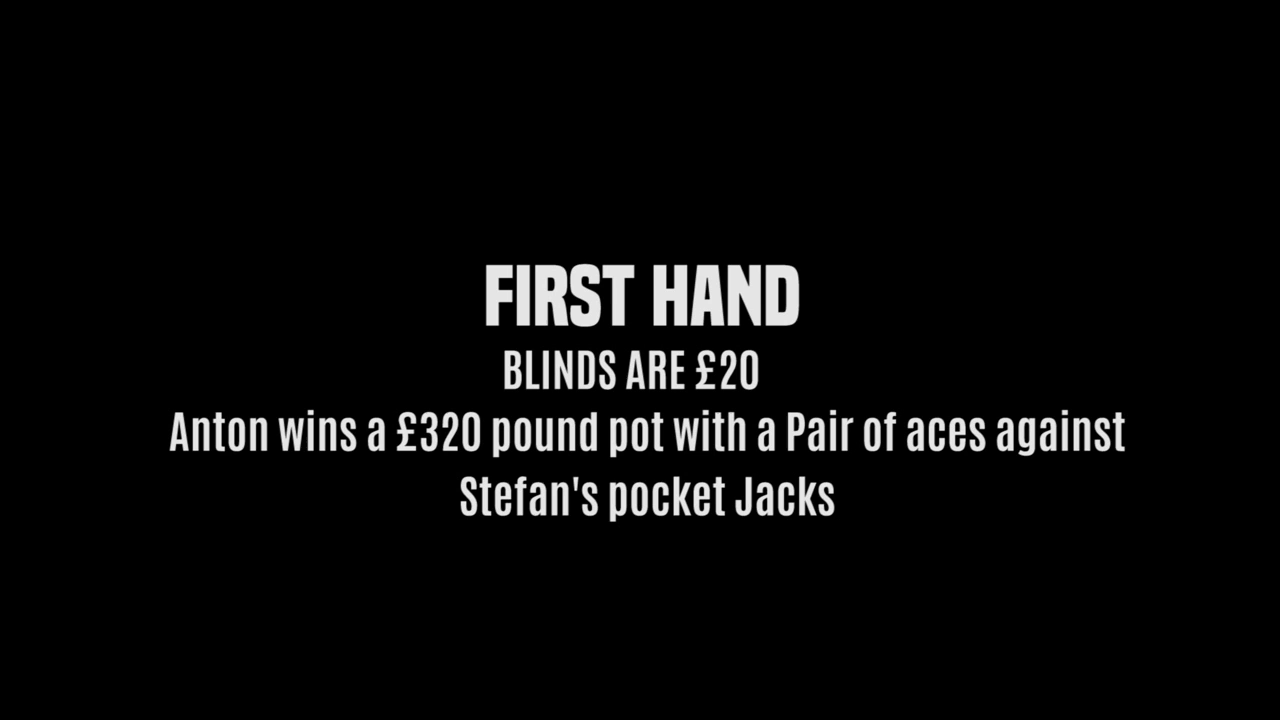 FIRST HAND
BLINDS ARE £20
Anton wins a £320 pound pot with a Pair of aces against
Stefan's pocket Jacks